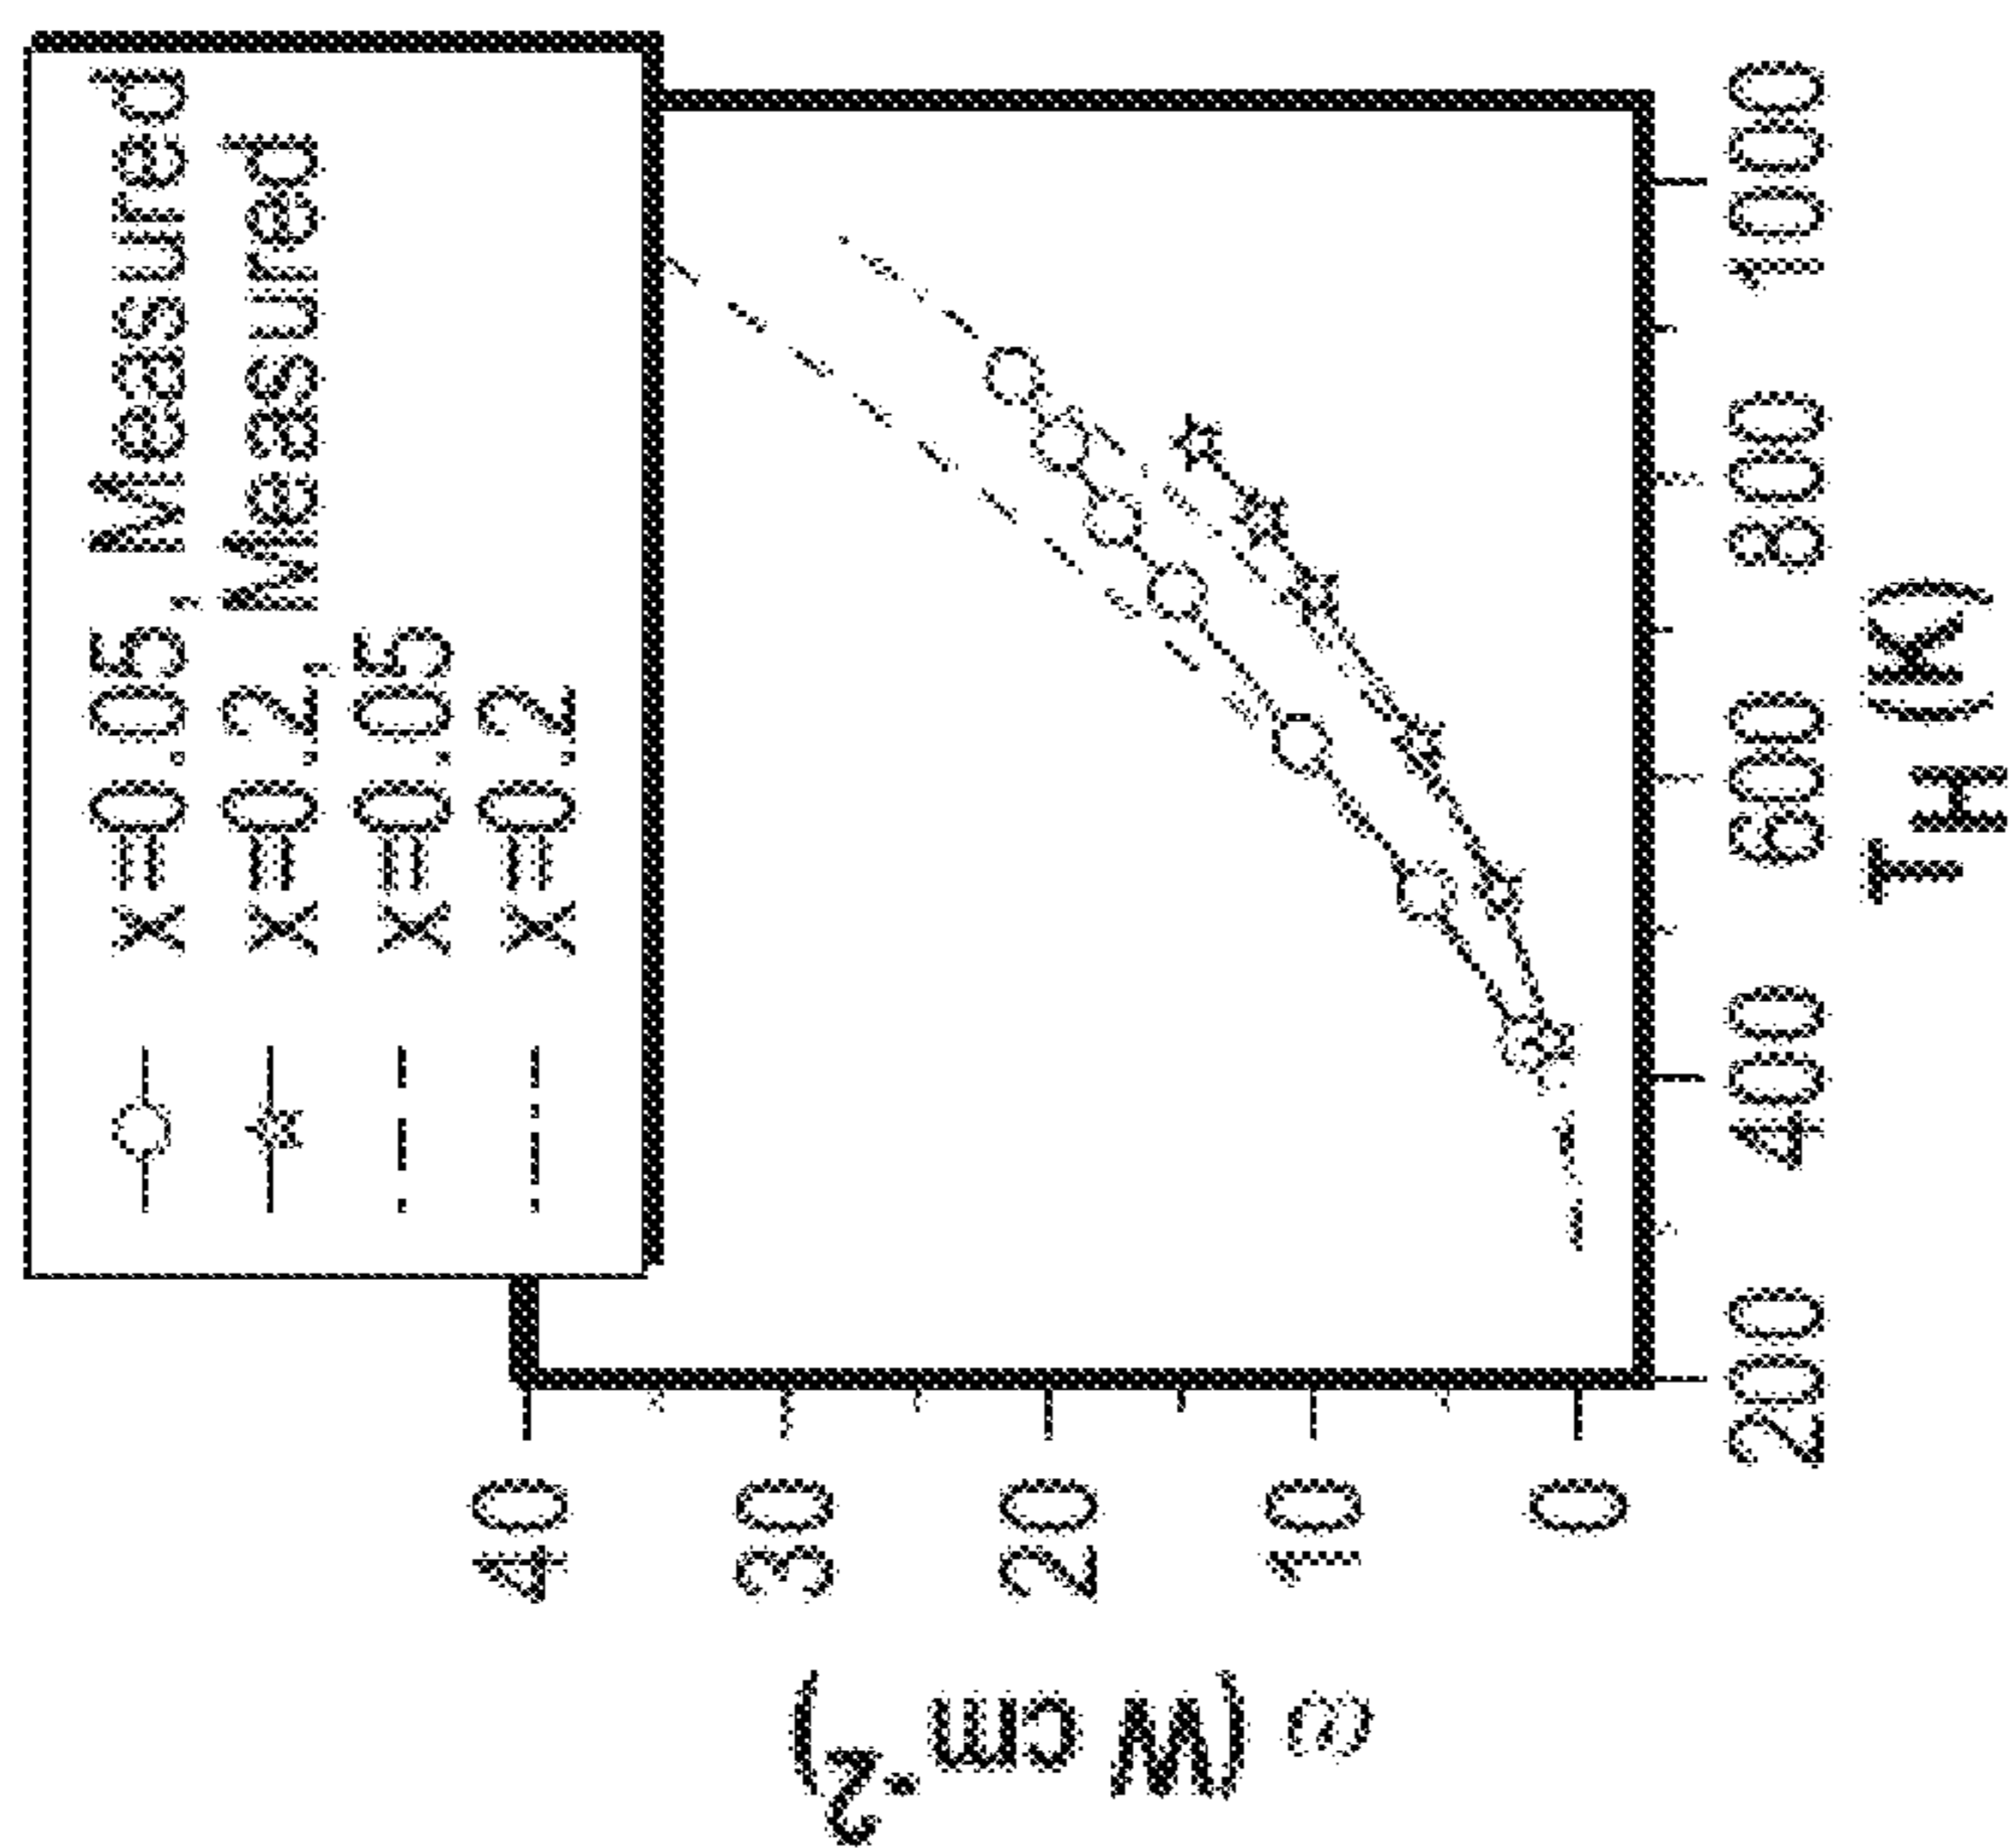 x=0.05, Measured
x=0.2, Measured
x=0.05
x=0.2
40
30
20
10
0
ω (W cm⁻²)
200
400
600
800
1000
T_H (K)